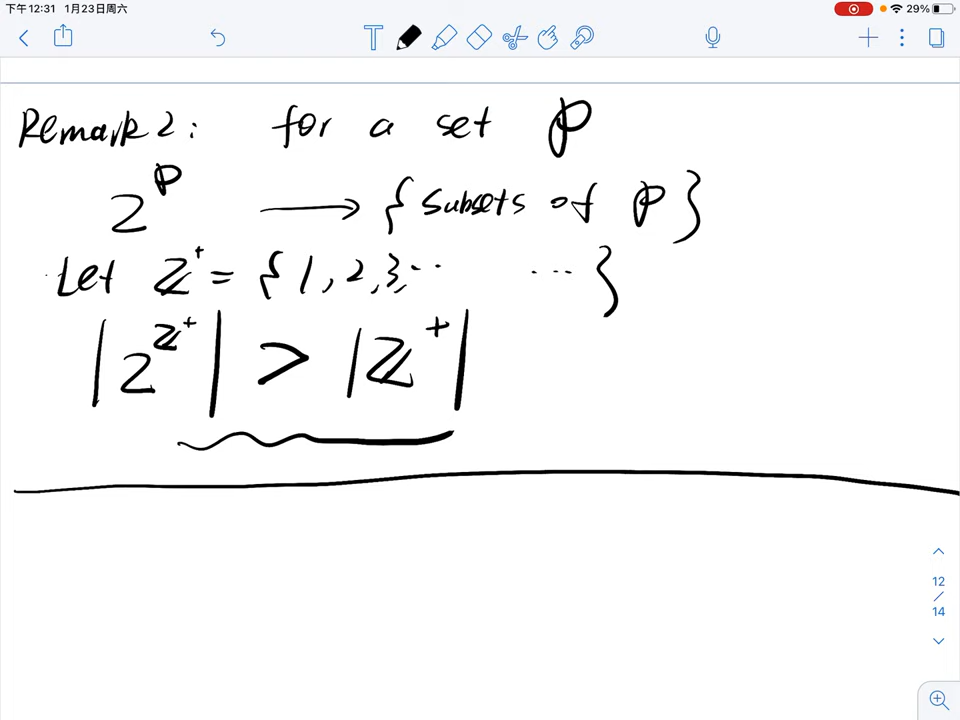 下午12:31 1月23日周六
29%
T
Remark 2: for a set P
2^P → {Subsets of P}
Let ℤ⁺ = {1, 2, 3, ·· ··· }
|2^ℤ⁺| > |ℤ⁺|
12
/
14